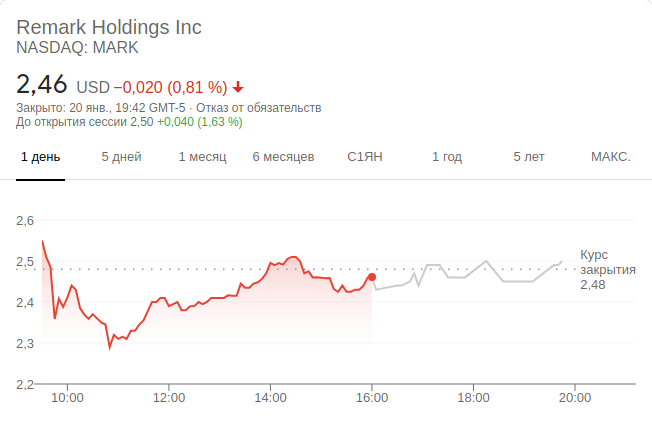 Remark Holdings Inc
NASDAQ: MARK
2,46 USD −0,020 (0,81 %)
Закрыто: 20 янв., 19:42 GMT-5 · Отказ от обязательств
До открытия сессии 2,50 +0,040 (1,63 %)
1 день 5 дней 1 месяц 6 месяцев С1ЯН 1 год 5 лет МАКС.
2,6
2,5
2,4
2,3
2,2
Курс
закрытия
2,48
10:00 12:00 14:00 16:00 18:00 20:00